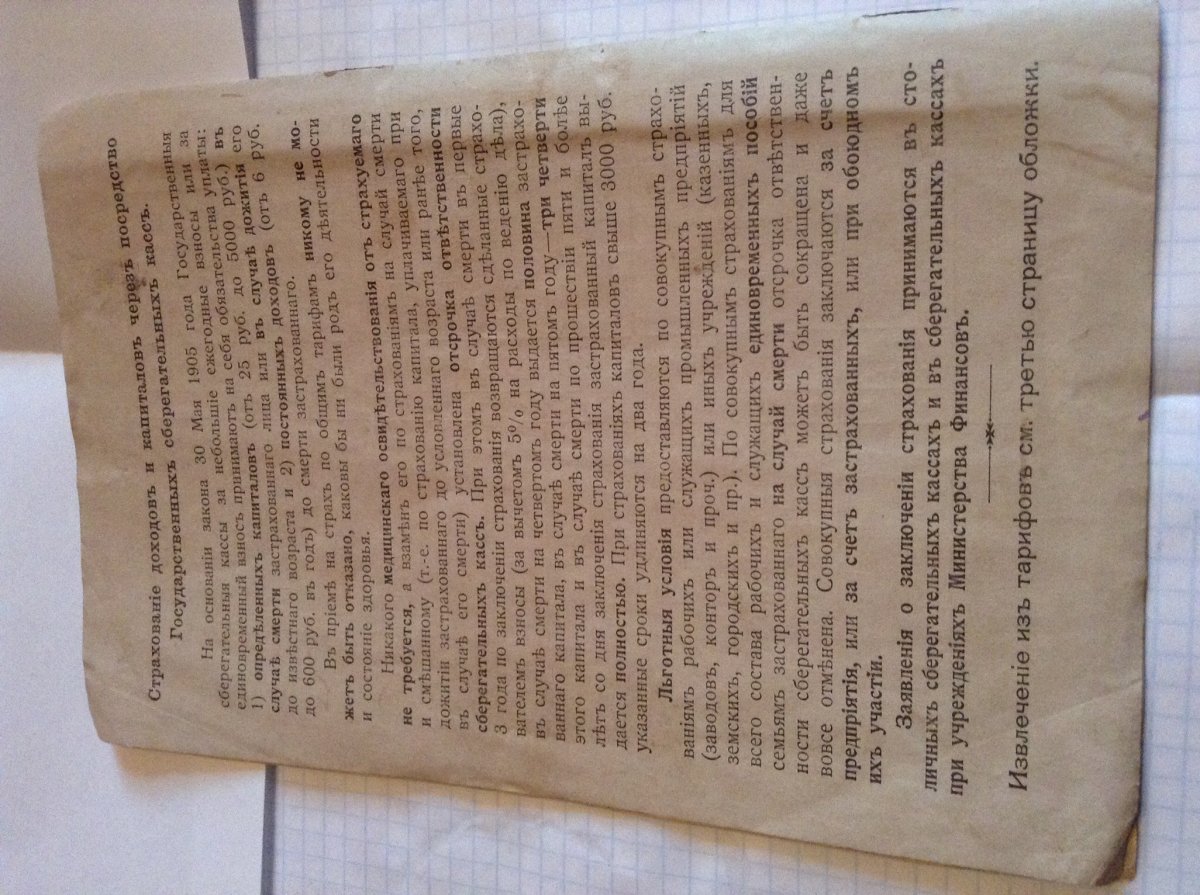 Страхованіе доходовъ и капиталовъ черезъ посредство
Государственныхъ сберегательныхъ кассъ.
На основаніи закона 30 Мая 1905 года Государственныя
сберегательныя кассы за небольшіе ежегодные взносы или за
единовременный взносъ принимаютъ на себя обязательства уплаты:
1) опредѣленныхъ капиталовъ (отъ 25 руб. до 5000 руб.) въ
случаѣ смерти застрахованнаго лица или въ случаѣ дожитія его
до извѣстнаго возраста и 2) постоянныхъ доходовъ (отъ 6 руб.
до 600 руб. въ годъ) до смерти застрахованнаго.
Въ пріемѣ на страхъ по общимъ тарифамъ никому не мо-
жетъ быть отказано, каковы бы ни были родъ его дѣятельности
и состояніе здоровья.
Никакого медицинскаго освидѣтельствованія отъ страхуемаго
не требуется, а взамѣнъ его по страхованіямъ на случай смерти
и смѣшанному (т.-е. по страхованію капитала, уплачиваемаго при
дожитіи застрахованнаго до условленнаго возраста или ранѣе того,
въ случаѣ его смерти) установлена отсрочка отвѣтственности
сберегательныхъ кассъ. При этомъ въ случаѣ смерти въ первые
3 года по заключеніи страхованія возвращаются сдѣланные страхо-
вателемъ взносы (за вычетомъ 5% на расходы по веденію дѣла),
въ случаѣ смерти на четвертомъ году выдается половина застрахо-
ваннаго капитала, въ случаѣ смерти на пятомъ году—три четверти
этого капитала и въ случаѣ смерти по прошествіи пяти и болѣе
лѣтъ со дня заключенія страхованія застрахованный капиталъ вы-
дается полностью. При страхованіяхъ капиталовъ свыше 3000 руб.
указанные сроки удлиняются на два года.
Льготныя условія предоставляются по совокупнымъ страхо-
ваніямъ рабочихъ или служащихъ промышленныхъ предпріятій
(заводовъ, конторъ и проч.) или иныхъ учрежденій (казенныхъ,
земскихъ, городскихъ и пр.). По совокупнымъ страхованіямъ для
всего состава рабочихъ и служащихъ единовременныхъ пособій
семьямъ застрахованнаго на случай смерти отсрочка отвѣтствен-
ности сберегательныхъ кассъ можетъ быть сокращена и даже
вовсе отмѣнена. Совокупныя страхованія заключаются за счетъ
предпріятія, или за счетъ застрахованныхъ, или при обоюдномъ
ихъ участіи.
Заявленія о заключеніи страхованія принимаются въ сто-
личныхъ сберегательныхъ кассахъ и въ сберегательныхъ кассахъ
при учрежденіяхъ Министерства Финансовъ.
Извлеченіе изъ тарифовъ см. третью страницу обложки.